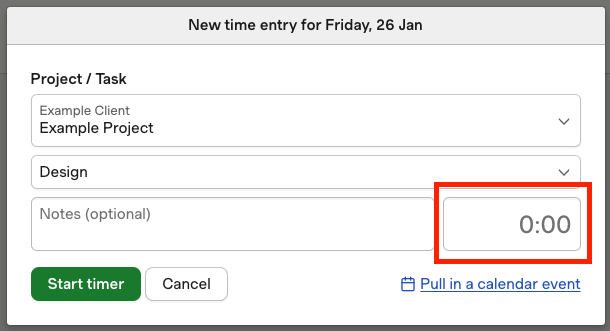 New time entry for Friday, 26 Jan
Project / Task
Example Client
Example Project
Design
Notes (optional)
0:00
Start timer
Cancel
Pull in a calendar event